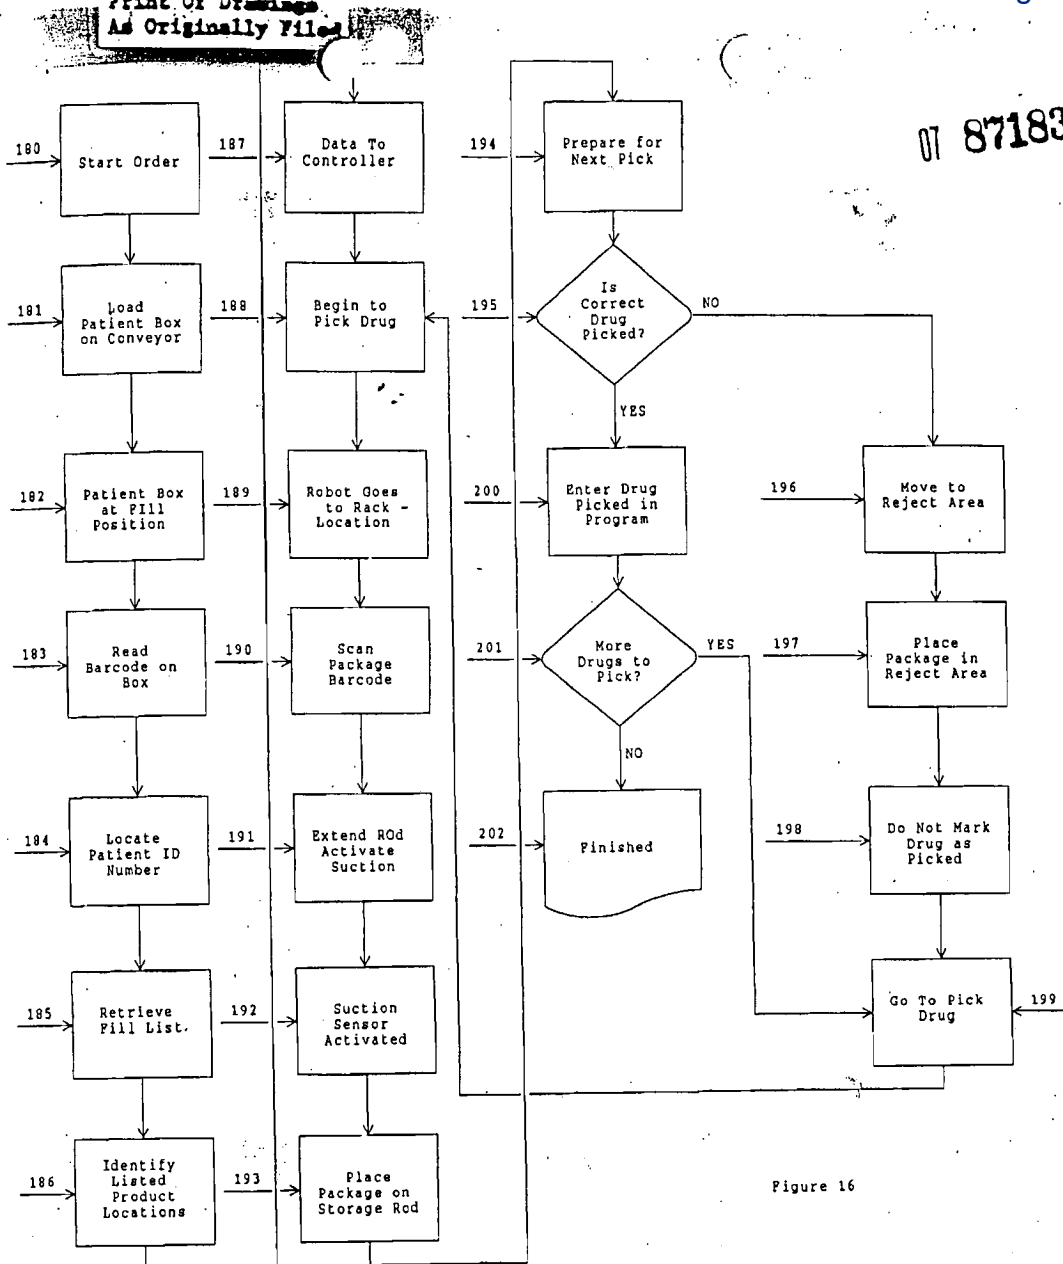 Print Of Drawings
As Originally Filed
07 87183
180
Start Order
181
Load
Patient Box
on Conveyor
182
Patient Box
at FIll
Position
183
Read
Barcode on
Box
184
Locate
Patient ID
Number
185
Retrieve
Fill List.
186
Identify
Listed
Product
Locations
187
Data To
Controller
188
Begin to
Pick Drug
189
Robot Goes
to Rack -
Location
190
Scan
Package
Barcode
191
Extend ROd
Activate
Suction
192
Suction
Sensor
Activated
193
Place
Package on
Storage Rod
194
Prepare for
Next Pick
195
Is
Correct
Drug
Picked?
NO
YES
200
Enter Drug
Picked in
Program
201
More
Drugs to
Pick?
YES
NO
202
Finished
196
Move to
Reject Area
197
Place
Package in
Reject Area
198
Do Not Mark
Drug as
Picked
Go To Pick
Drug
199
Figure 16